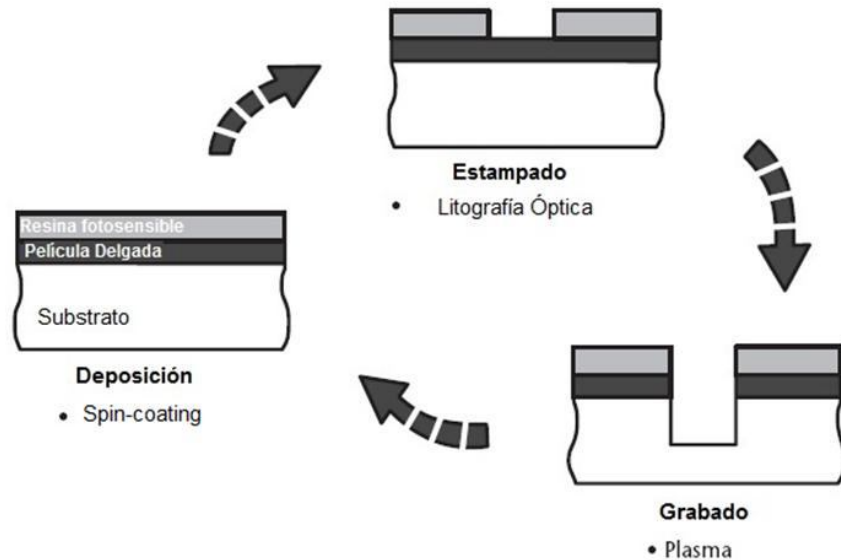 Estampado
• Litografía Óptica
Resina fotosensible
Película Delgada
Substrato
Deposición
• Spin-coating
Grabado
• Plasma